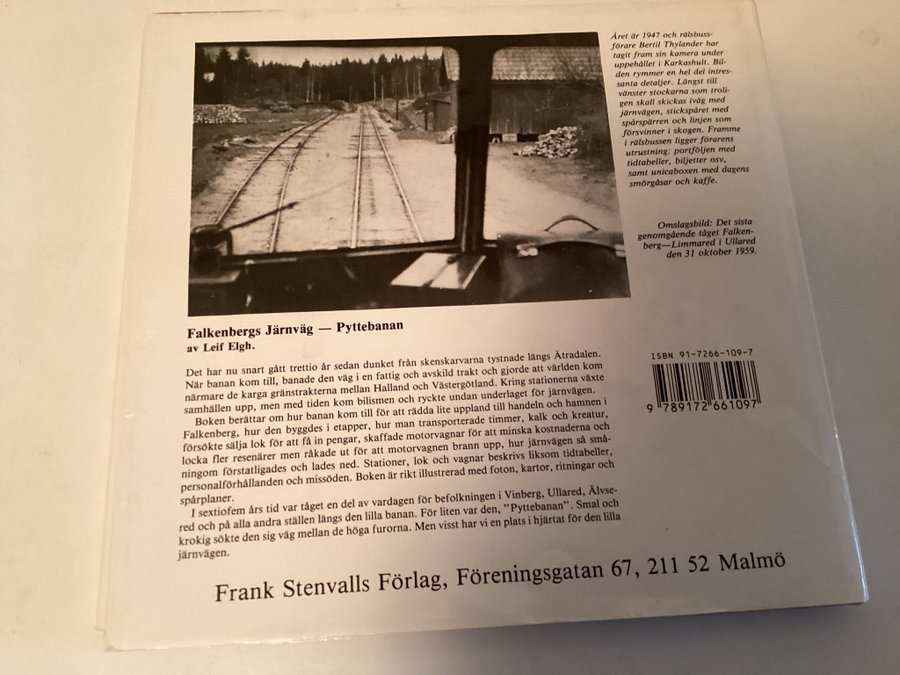 Året är 1947 och rälsbuss-
förare Bertil Thylander har
tagit fram sin kamera under
uppehållet i Karkashult. Bil-
den rymmer en hel del intres-
santa detaljer. Längst till
vänster stockarna som troli-
gen skall skickas iväg med
järnvägen, stickspåret med
spårspärren och linjen som
försvinner i skogen. Framme
i rälsbussen ligger förarens
utrustning: portföljen med
tidtabeller, biljetter osv,
samt unicaboxen med dagens
smörgåsar och kaffe.
Omslagsbild: Det sista
genomgående tåget Falken-
berg—Limmared i Ullared
den 31 oktober 1959.
Falkenbergs Järnväg — Pyttebanan
av Leif Elgh.
Det har nu snart gått trettio år sedan dunket från skenskarvarna tystnade längs Ätradalen.
När banan kom till, banade den väg i en fattig och avskild trakt och gjorde att världen kom
närmare de karga gränstrakterna mellan Halland och Västergötland. Kring stationerna växte
samhällen upp, men med tiden kom bilismen och ryckte undan underlaget för järnvägen.
Boken berättar om hur banan kom till för att rädda lite uppland till handeln och hamnen i
Falkenberg, hur den byggdes i etapper, hur man transporterade timmer, kalk och kreatur,
försökte sälja lok för att få in pengar, skaffade motorvagnar för att minska kostnaderna och
locka fler resenärer men råkade ut för att motorvagnen brann upp, hur järnvägen så små-
ningom förstatligades och lades ned. Stationer, lok och vagnar beskrivs liksom tidtabeller,
personalförhållanden och missöden. Boken är rikt illustrerad med foton, kartor, ritningar och
spårplaner.
I sextiofem års tid var tåget en del av vardagen för befolkningen i Vinberg, Ullared, Älvse-
red och på alla andra ställen längs den lilla banan. För liten var den, ”Pyttebanan”. Smal och
krokig sökte den sig väg mellan de höga furorna. Men visst har vi en plats i hjärtat för den lilla
järnvägen.
ISBN 91-7266-109-7
9 789172 661097
Frank Stenvalls Förlag, Föreningsgatan 67, 211 52 Malmö